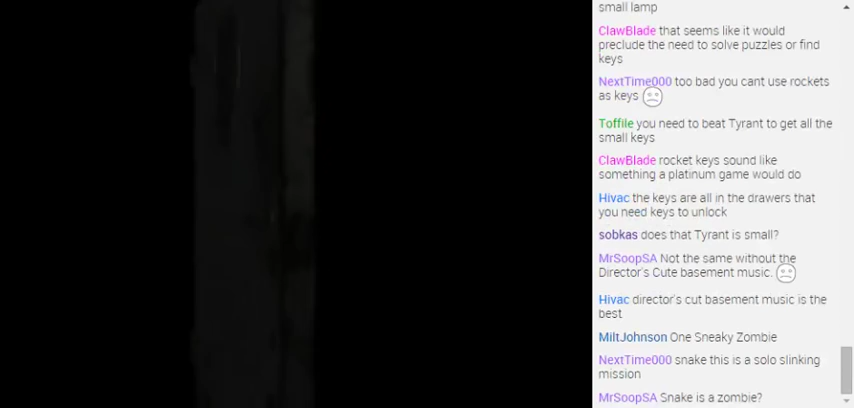 small lamp
ClawBlade that seems like it would
preclude the need to solve puzzles or find
keys
NextTime000 too bad you cant use rockets
as keys
Toffile you need to beat Tyrant to get all the
small keys
ClawBlade rocket keys sound like
something a platinum game would do
Hivac the keys are all in the drawers that
you need keys to unlock
sobkas does that Tyrant is small?
MrSoopSA Not the same without the
Director's Cute basement music.
Hivac director's cut basement music is the
best
MiltJohnson One Sneaky Zombie
NextTime000 snake this is a solo slinking
mission
MrSoopSA Snake is a zombie?